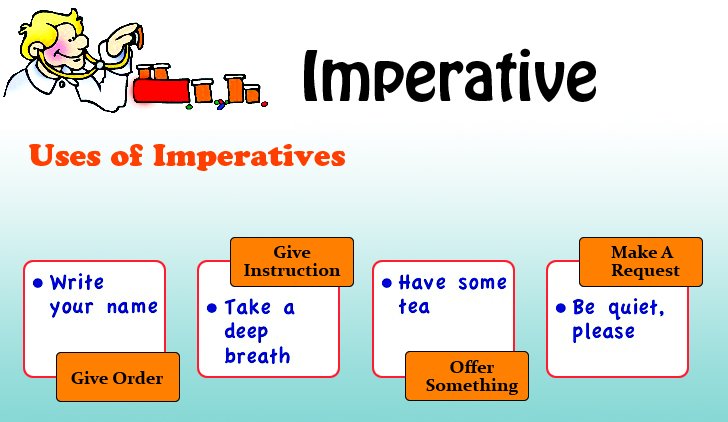 Imperative
Uses of Imperatives
• Write
your name
Give Order
Give
Instruction
• Take a
deep
breath
• Have some
tea
Offer
Something
Make A
Request
• Be quiet,
please